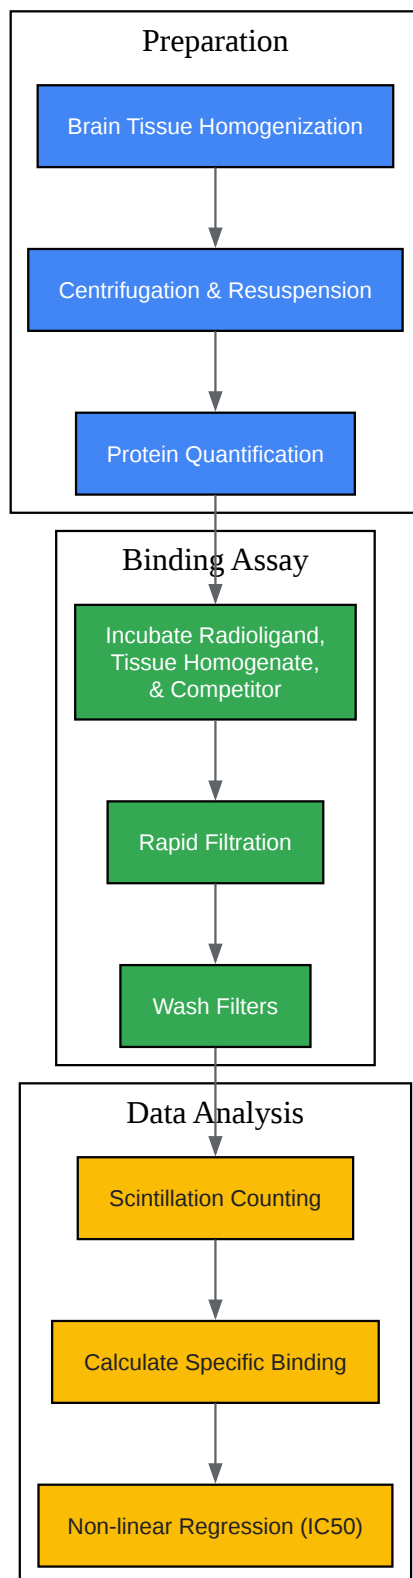 Preparation
Brain Tissue Homogenization
Centrifugation & Resuspension
Protein Quantification
Binding Assay
Incubate Radioligand,
Tissue Homogenate,
& Competitor
Rapid Filtration
Wash Filters
Data Analysis
Scintillation Counting
Calculate Specific Binding
Non-linear Regression (IC50)